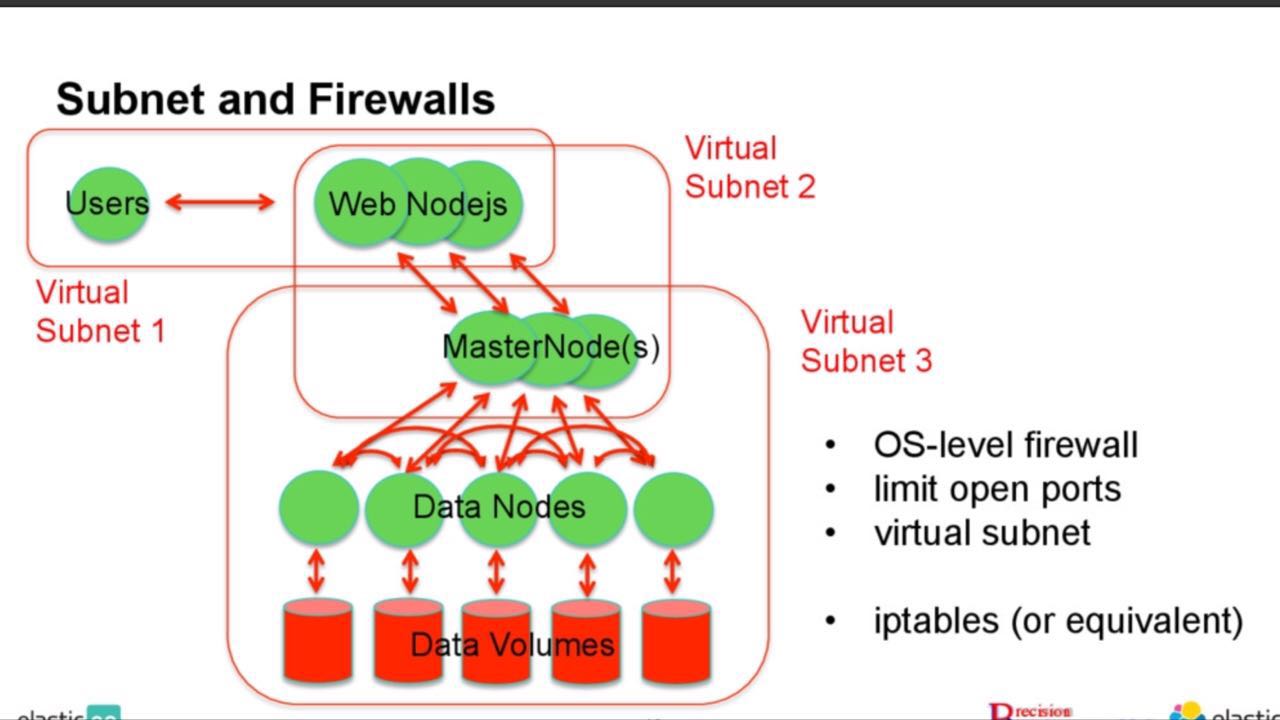 Subnet and Firewalls
Users
Web Nodejs
Virtual
Subnet 2
Virtual
Subnet 1
MasterNode(s)
Virtual
Subnet 3
• OS-level firewall
• limit open ports
• virtual subnet
• iptables (or equivalent)
Data Nodes
Data Volumes
elastic
Precision
elastic